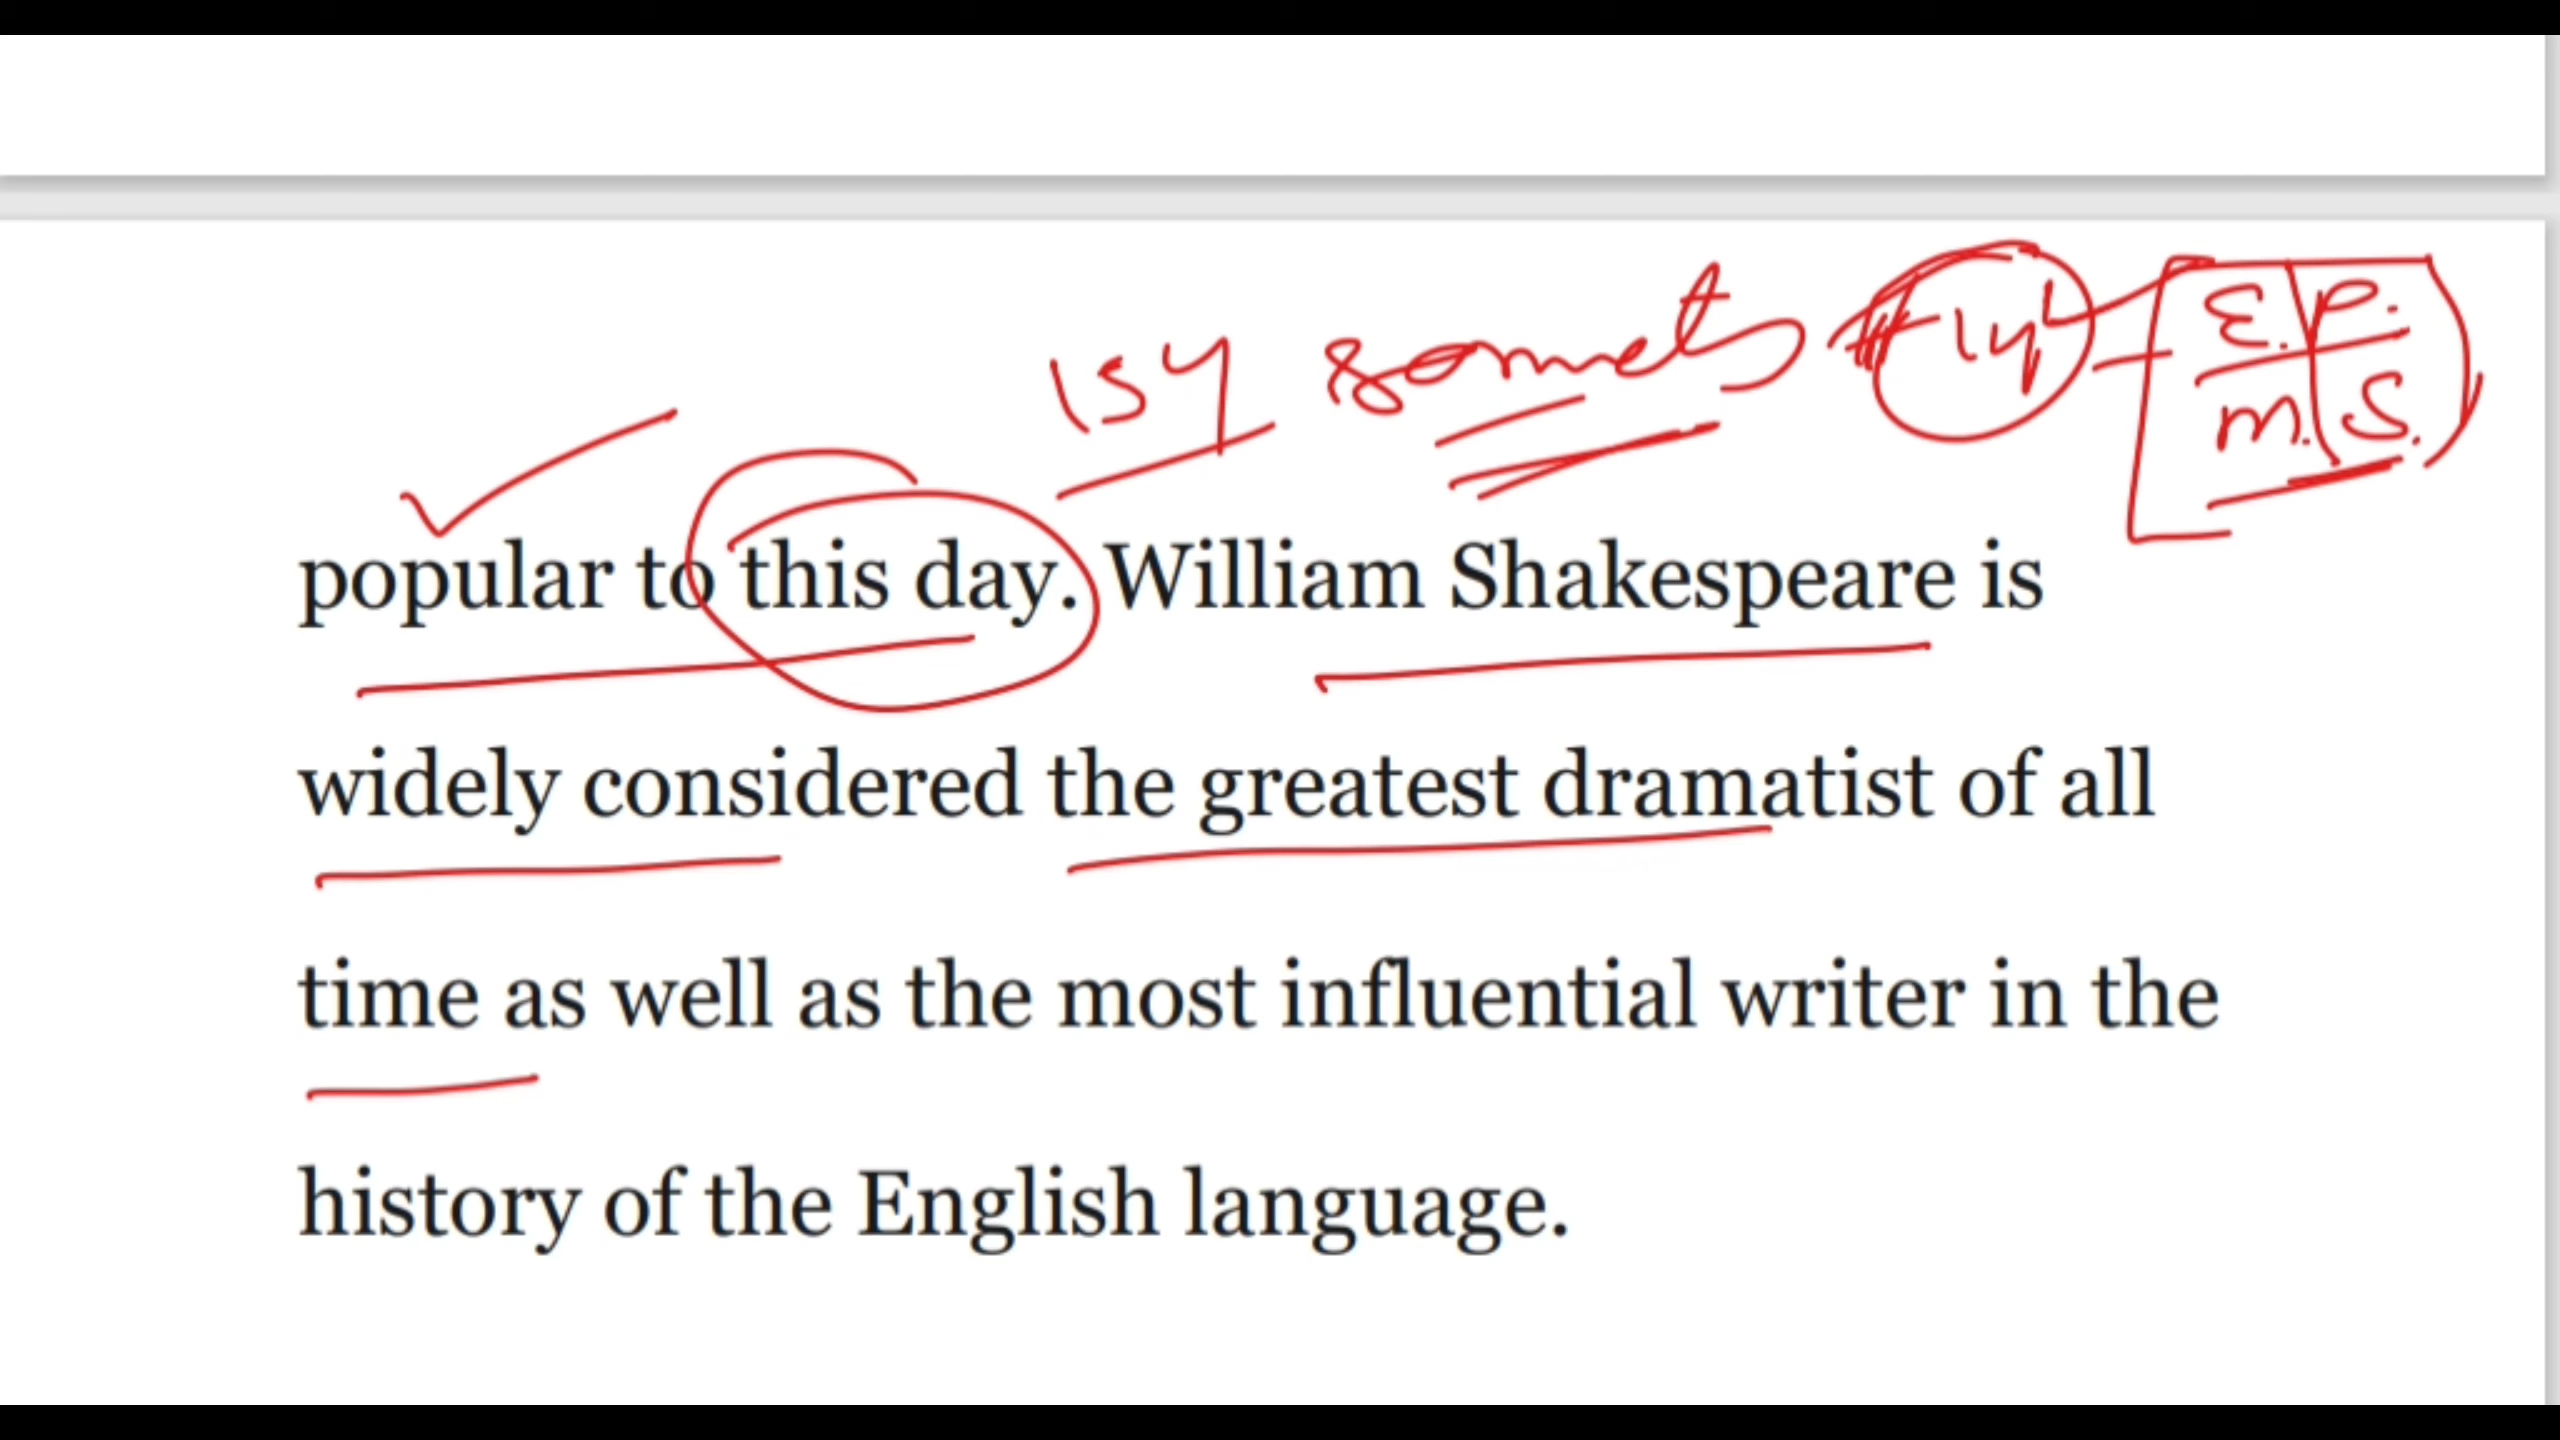 154 sonnets 14L E.P.
M.S.
popular to this day. William Shakespeare is
widely considered the greatest dramatist of all
time as well as the most influential writer in the
history of the English language.